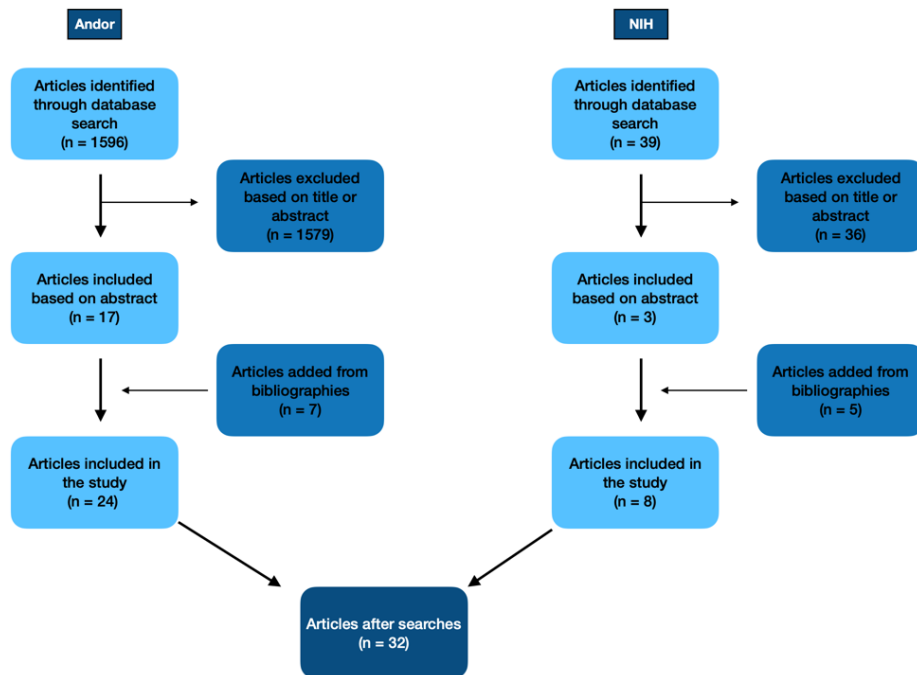 Andor
Articles identified
through database
search
(n = 1596)
Articles excluded
based on title or
abstract
(n = 1579)
Articles included
based on abstract
(n = 17)
Articles added from
bibliographies
(n = 7)
Articles included in
the study
(n = 24)
NIH
Articles identified
through database
search
(n = 39)
Articles excluded
based on title or
abstract
(n = 36)
Articles included
based on abstract
(n = 3)
Articles added from
bibliographies
(n = 5)
Articles included in
the study
(n = 8)
Articles after searches
(n = 32)